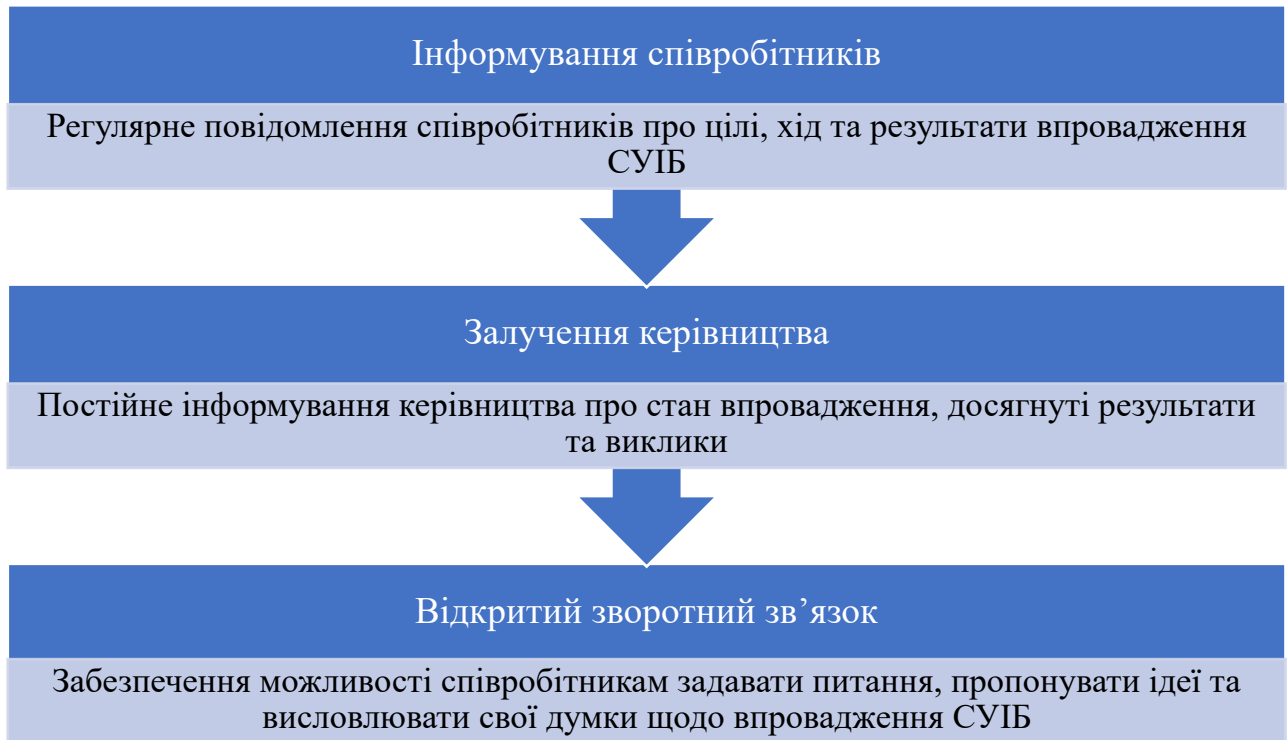 Інформування співробітників
Регулярне повідомлення співробітників про цілі, хід та результати впровадження
СУІБ
Залучення керівництва
Постійне інформування керівництва про стан впровадження, досягнуті результати
та виклики
Відкритий зворотний зв’язок
Забезпечення можливості співробітникам задавати питання, пропонувати ідеї та
висловлювати свої думки щодо впровадження СУІБ